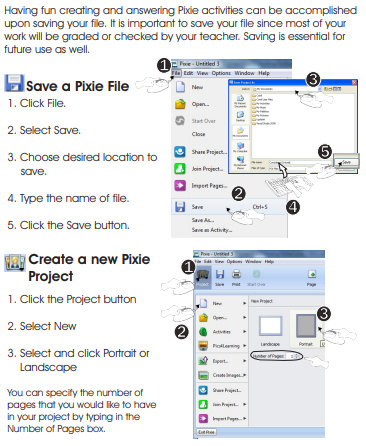 Having fun creating and answering Pixie activities can be accomplished
upon saving your file. It is important to save your file since most of your
work will be graded or checked by your teacher. Saving is essential for
future use as well.
Save a Pixie File
1. Click File.
2. Select Save.
3. Choose desired location to
save.
4. Type the name of file.
5. Click the Save button.
1
Pixie - Untitled 3
File Edit View Options Window Help
New
Open...
Start Over
Close
Share Project...
Join Project...
Import Pages...
2
Save Ctrl+S
Save As...
Save as Activity...
3
5
Save
4
Create a new Pixie
Project
1. Click the Project button
2. Select New
3. Select and click Portrait or
Landscape
You can specify the number of
pages that you would like to have
in your project by typing in the
Number of Pages box.
Pixie - Untitled 3
File Edit View Options Window Help
1
Project Save Print Start Over Page
New
New Project
2
3
Open...
Activities
Pics4Learning
Landscape Portrait
Number of Pages
Export...
Create Images...
Share Project...
Join Project...
Import Pages...
Exit Pixie